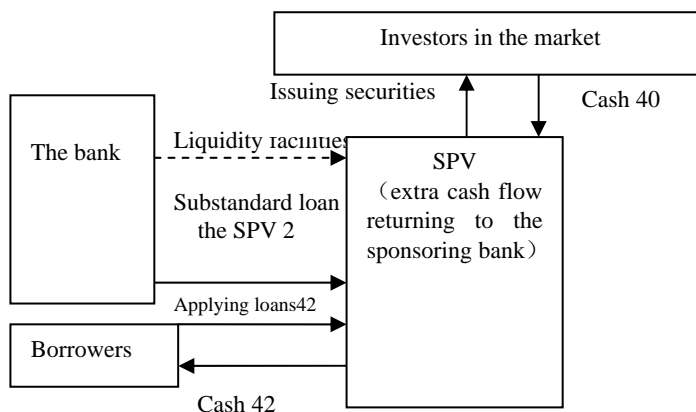 Investors in the market
Issuing securities
Cash 40
The bank
Liquidity facilities
SPV
（extra cash flow
returning to the
sponsoring bank）
Substandard loan
the SPV 2
Applying loans42
Borrowers
Cash 42